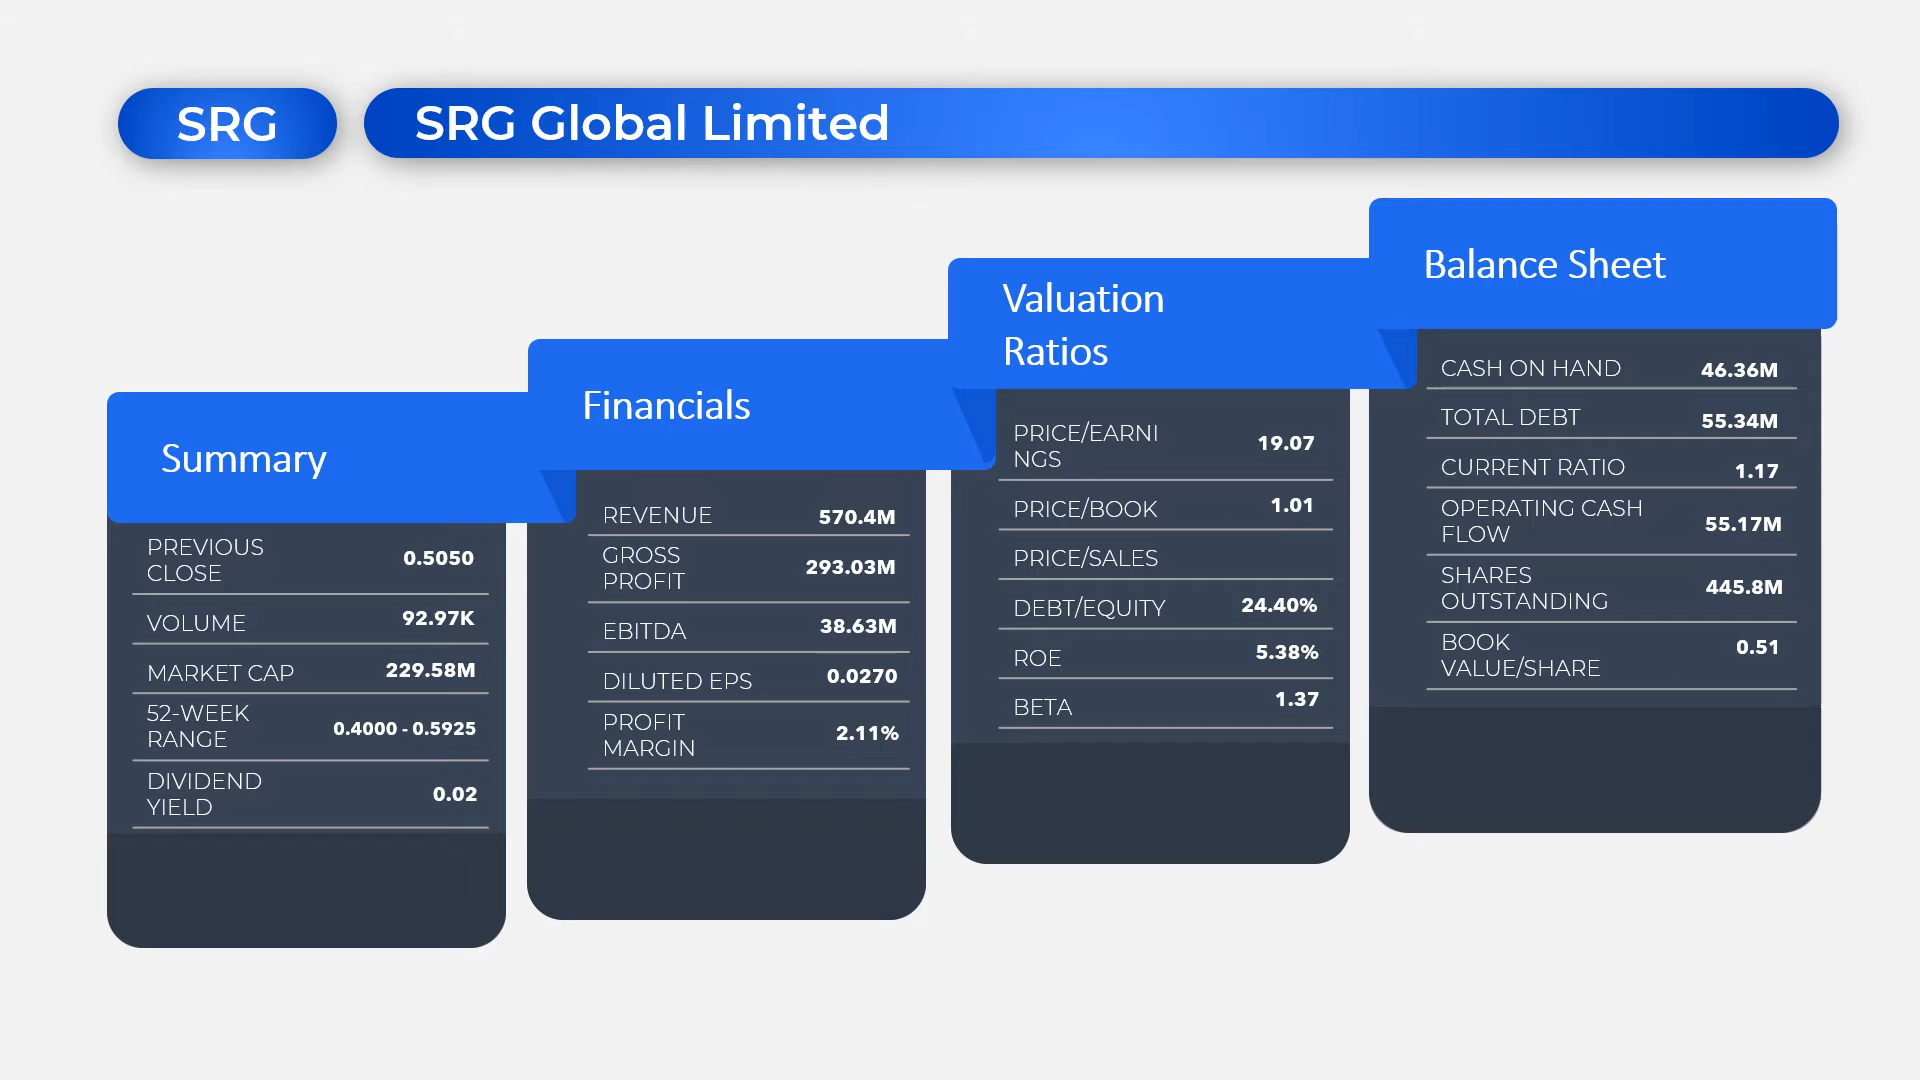 SRG
SRG Global Limited
Summary
PREVIOUS
CLOSE
0.5050
VOLUME
92.97K
MARKET CAP
229.58M
52-WEEK
RANGE
0.4000 - 0.5925
DIVIDEND
YIELD
0.02
Financials
REVENUE
570.4M
GROSS
PROFIT
293.03M
EBITDA
38.63M
DILUTED EPS
0.0270
PROFIT
MARGIN
2.11%
Valuation
Ratios
PRICE/EARNI
NGS
19.07
PRICE/BOOK
1.01
PRICE/SALES
DEBT/EQUITY
24.40%
ROE
5.38%
BETA
1.37
Balance Sheet
CASH ON HAND
46.36M
TOTAL DEBT
55.34M
CURRENT RATIO
1.17
OPERATING CASH
FLOW
55.17M
SHARES
OUTSTANDING
445.8M
BOOK
VALUE/SHARE
0.51